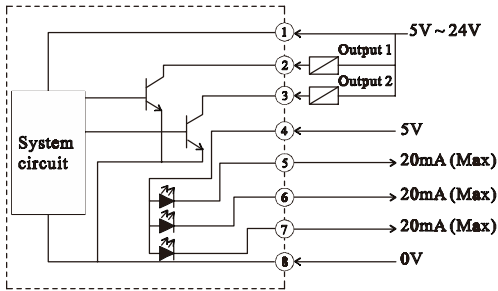 1
5V ~ 24V
2
Output 1
3
Output 2
System
circuit
4
5V
5
20mA (Max)
6
20mA (Max)
7
20mA (Max)
8
0V